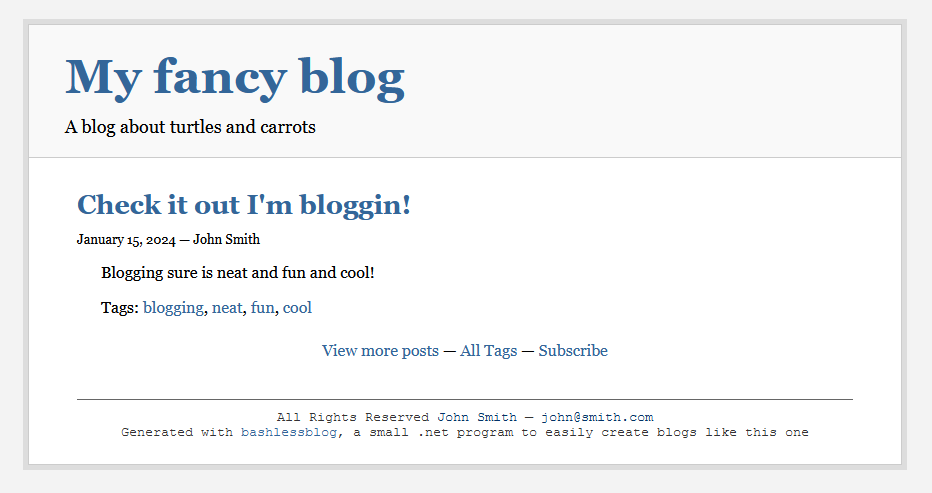 My fancy blog
A blog about turtles and carrots
Check it out I'm bloggin!
January 15, 2024 — John Smith
Blogging sure is neat and fun and cool!
Tags: blogging, neat, fun, cool
View more posts — All Tags — Subscribe
All Rights Reserved John Smith — john@smith.com
Generated with bashlessblog, a small .net program to easily create blogs like this one